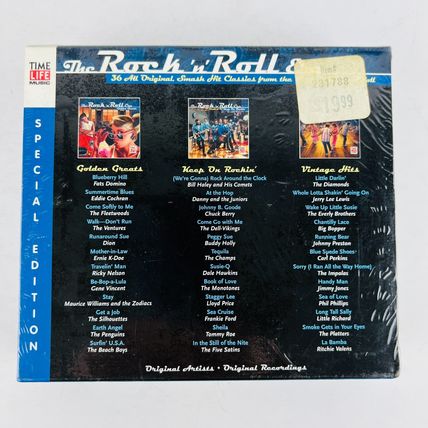 TIME
LIFE
MUSIC
The Rock 'n' Roll
36 All Original, Smash Hit Classics from the
231788
$19.99
SPECIAL EDITION
The Rock 'n' Roll Era
The Rock 'n' Roll Era
Golden Greats
Blueberry Hill
Fats Domino
Summertime Blues
Eddie Cochran
Come Softly to Me
The Fleetwoods
Walk—Don't Run
The Ventures
Runaround Sue
Dion
Mother-in-Law
Ernie K-Doe
Travelin' Man
Ricky Nelson
Be-Bop-a-Lula
Gene Vincent
Stay
Maurice Williams and the Zodiacs
Get a Job
The Silhouettes
Earth Angel
The Penguins
Surfin' U.S.A.
The Beach Boys
Keep On Rockin'
(We're Gonna) Rock Around the Clock
Bill Haley and His Comets
At the Hop
Danny and the Juniors
Johnny B. Goode
Chuck Berry
Come Go with Me
The Dell-Vikings
Peggy Sue
Buddy Holly
Tequila
The Champs
Susie-Q
Dale Hawkins
Book of Love
The Monotones
Stagger Lee
Lloyd Price
Sea Cruise
Frankie Ford
Sheila
Tommy Roe
In the Still of the Nite
The Five Satins
Vintage Hits
Little Darlin'
The Diamonds
Whole Lotta Shakin' Going On
Jerry Lee Lewis
Wake Up Little Susie
The Everly Brothers
Chantilly Lace
Big Bopper
Running Bear
Johnny Preston
Blue Suede Shoes
Carl Perkins
Sorry (I Ran All the Way Home)
The Impalas
Handy Man
Jimmy Jones
Sea of Love
Phil Phillips
Long Tall Sally
Little Richard
Smoke Gets in Your Eyes
The Platters
La Bamba
Ritchie Valens
Original Artists • Original Recordings